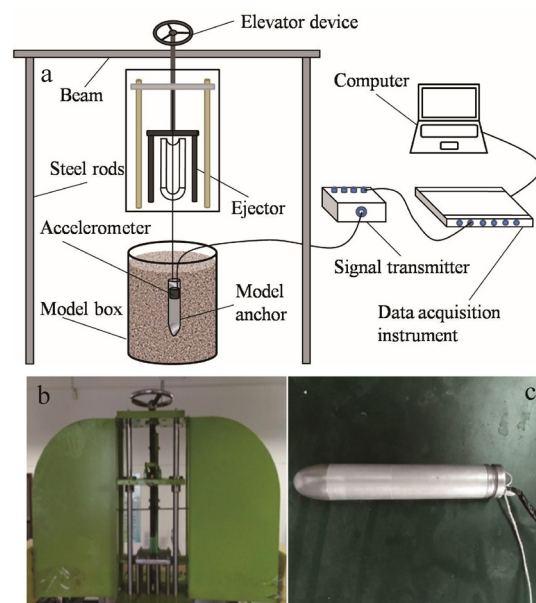 Elevator device
a
Beam
Computer
Steel rods
Ejector
Accelerometer
Signal transmitter
Model box
Model
anchor
Data acquisition
instrument
b
c